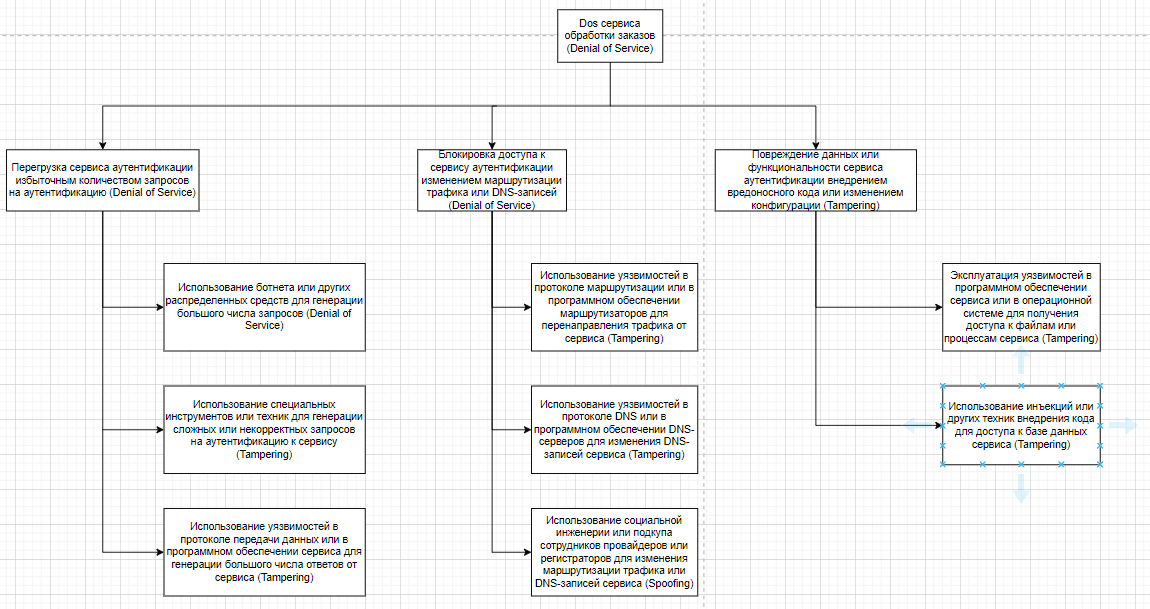 Dos сервиса
обработки заказов
(Denial of Service)
Перегрузка сервиса аутентификации
избыточным количеством запросов
на аутентификацию (Denial of Service)
Блокировка доступа к
сервису аутентификации
изменением маршрутизации
трафика или DNS-записей
(Denial of Service)
Повреждение данных или
функциональности сервиса
аутентификации внедрением
вредоносного кода или изменением
конфигурации (Tampering)
Использование ботнета или других
распределенных средств для генерации
большого числа запросов (Denial of
Service)
Использование уязвимостей в
протоколе маршрутизации или в
программном обеспечении
маршрутизаторов для
перенаправления трафика от
сервиса (Tampering)
Эксплуатация уязвимостей в
программном обеспечении
сервиса или в операционной
системе для получения
доступа к файлам или
процессам сервиса (Tampering)
Использование специальных
инструментов или техник для генерации
сложных или некорректных запросов
на аутентификацию к сервису
(Tampering)
Использование уязвимостей в
протоколе DNS или в
программном обеспечении DNS-
серверов для изменения DNS-
записей сервиса (Tampering)
Использование инъекций или
других техник внедрения кода
для доступа к базе данных
сервиса (Tampering)
Использование уязвимостей в
протоколе передачи данных или в
программном обеспечении сервиса для
генерации большого числа ответов от
сервиса (Tampering)
Использование социальной
инженерии или подкупа
сотрудников провайдеров или
регистраторов для изменения
маршрутизации трафика или
DNS-записей сервиса (Spoofing)